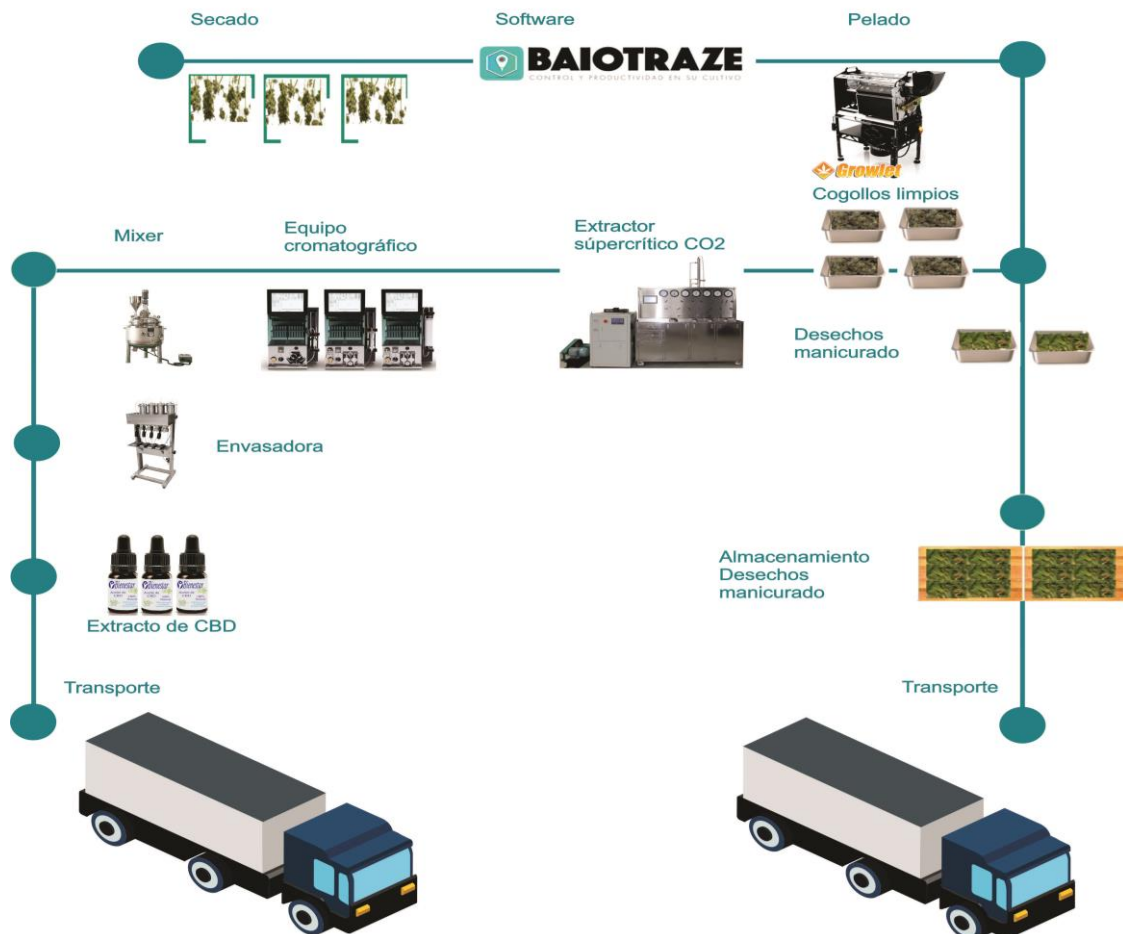 Secado
Software
Pelado
BAIOTRAZE
CONTROL Y PRODUCTIVIDAD EN SU CULTIVO
Growlet
Cogollos limpios
Mixer
Equipo
cromatográfico
Extractor
súpercrítico CO2
Desechos
manicurado
Envasadora
Almacenamiento
Desechos
manicurado
Extracto de CBD
Transporte
Transporte